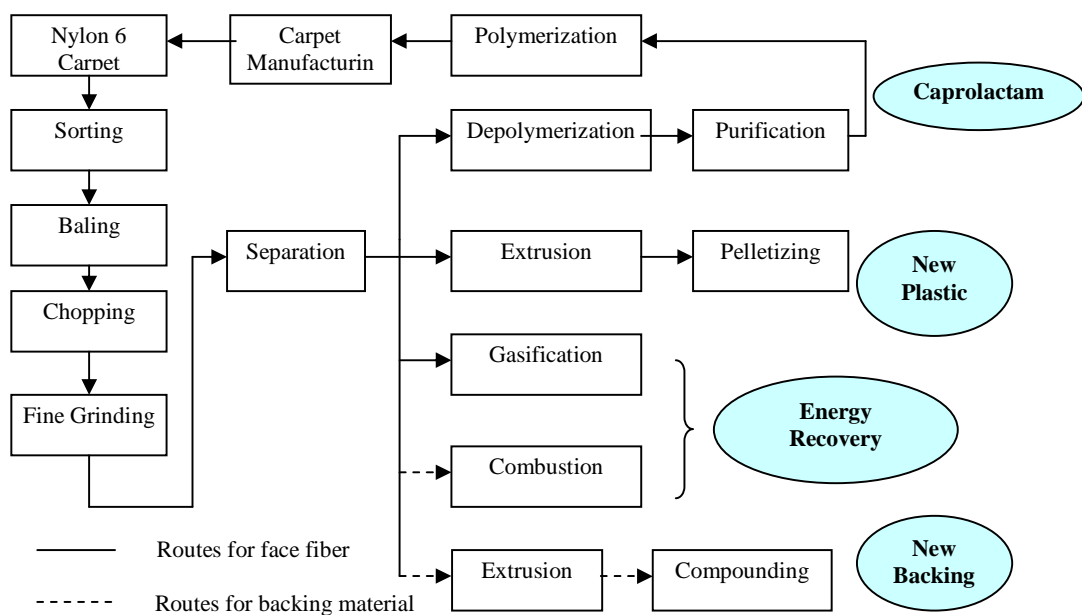 Nylon 6
Carpet
Carpet
Manufacturin
Polymerization
Caprolactam
Sorting
Depolymerization
Purification
Baling
Separation
Extrusion
Pelletizing
New
Plastic
Chopping
Gasification
Fine Grinding
Energy
Recovery
Combustion
Routes for face fiber
Extrusion
Compounding
New
Backing
Routes for backing material